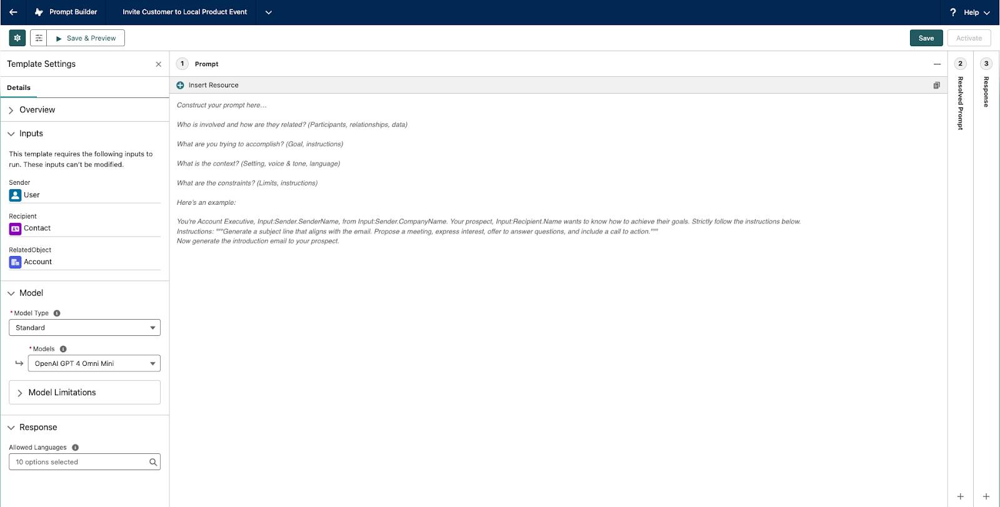 Prompt Builder
Invite Customer to Local Product Event
? Help
Save & Preview
Save
Activate
Template Settings
Details
Overview
Inputs
This template requires the following inputs to
run. These inputs can't be modified.
Sender
User
Recipient
Contact
RelatedObject
Account
Model
* Model Type
Standard
* Models
OpenAI GPT 4 Omni Mini
Model Limitations
Response
Allowed Languages
10 options selected
1 Prompt
Insert Resource
Construct your prompt here...
Who is involved and how are they related? (Participants, relationships, data)
What are you trying to accomplish? (Goal, instructions)
What is the context? (Setting, voice & tone, language)
What are the constraints? (Limits, instructions)
Here's an example:
You're Account Executive, Input:Sender.SenderName, from Input:Sender.CompanyName. Your prospect, Input:Recipient.Name wants to know how to achieve their goals. Strictly follow the instructions below.
Instructions: """Generate a subject line that aligns with the email. Propose a meeting, express interest, offer to answer questions, and include a call to action."""
Now generate the introduction email to your prospect.
2
Resolved Prompt
3
Response